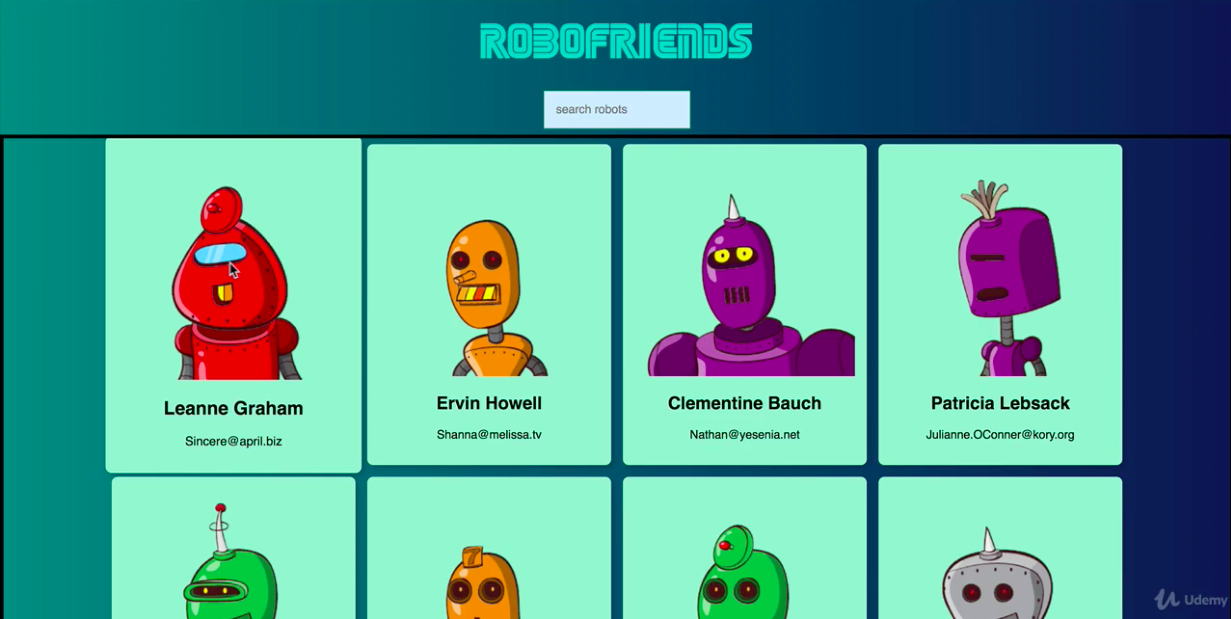 ROBOFRIENDS
search robots
Leanne Graham
Sincere@april.biz
Ervin Howell
Shanna@melissa.tv
Clementine Bauch
Nathan@yesenia.net
Patricia Lebsack
Julianne.OConner@kory.org
Udemy